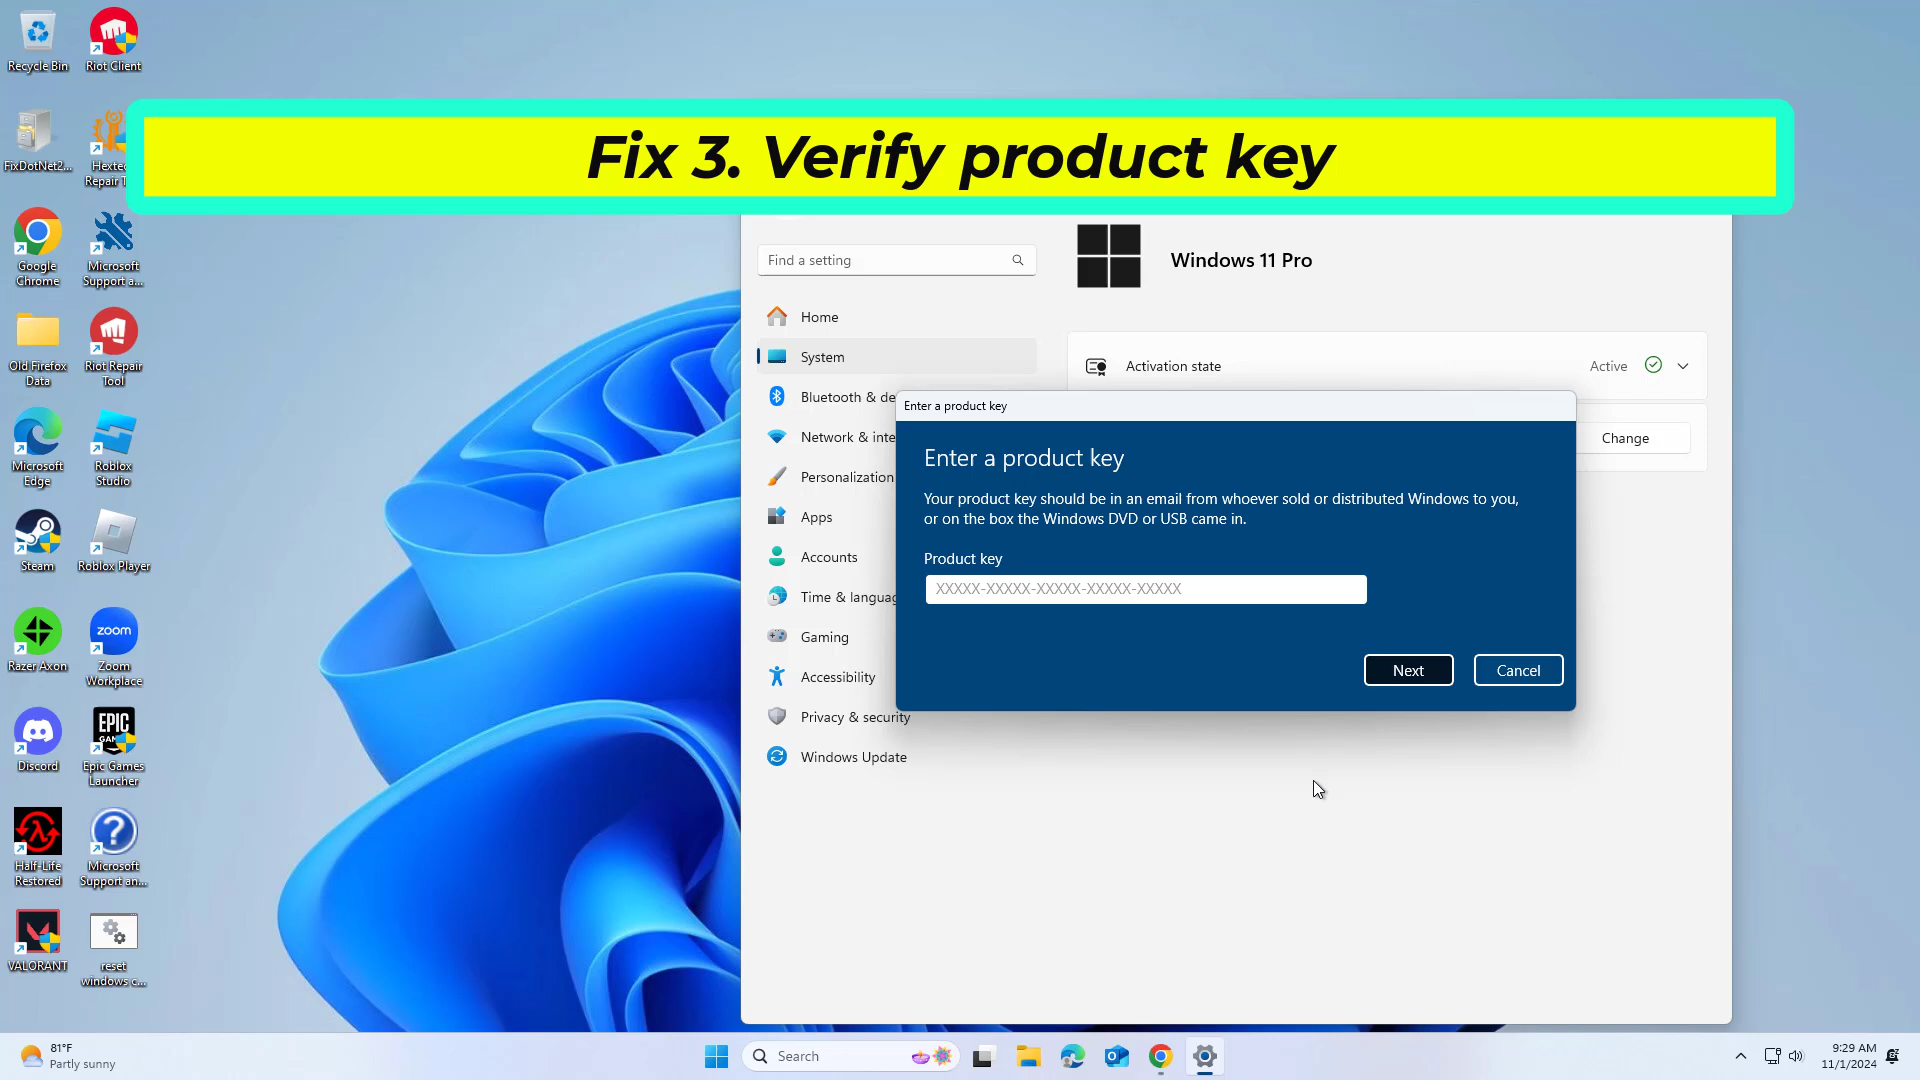 Recycle Bin
Riot Client
FixDotNet2...
Hextec
Repair T
Fix 3. Verify product key
Google
Chrome
Microsoft
Support a...
Old Firefox
Data
Riot Repair
Tool
Microsoft
Edge
Roblox
Studio
Steam
Roblox Player
Razer Axon
zoom
Zoom
Workplace
Discord
EPIC
GAMES
Epic Games
Launcher
Half-Life
Restored
Microsoft
Support an...
VALORANT
reset
windows c...
Find a setting
Windows 11 Pro
Home
System
Bluetooth & de
Network & inte
Personalization
Apps
Accounts
Time & languag
Gaming
Accessibility
Privacy & security
Windows Update
Activation state
Active
Change
Enter a product key
Enter a product key
Your product key should be in an email from whoever sold or distributed Windows to you,
or on the box the Windows DVD or USB came in.
Product key
XXXXX-XXXXX-XXXXX-XXXXX-XXXXX
Next
Cancel
81°F
Partly sunny
Search
9:29 AM
11/1/2024